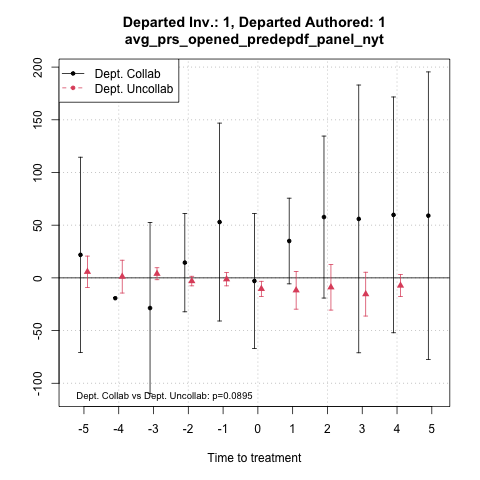 Departed Inv.: 1, Departed Authored: 1
avg_prs_opened_predepdf_panel_nyt
Dept. Collab
Dept. Uncollab
200
150
100
50
0
-50
-100
Dept. Collab vs Dept. Uncollab: p=0.0895
-5 -4 -3 -2 -1 0 1 2 3 4 5
Time to treatment